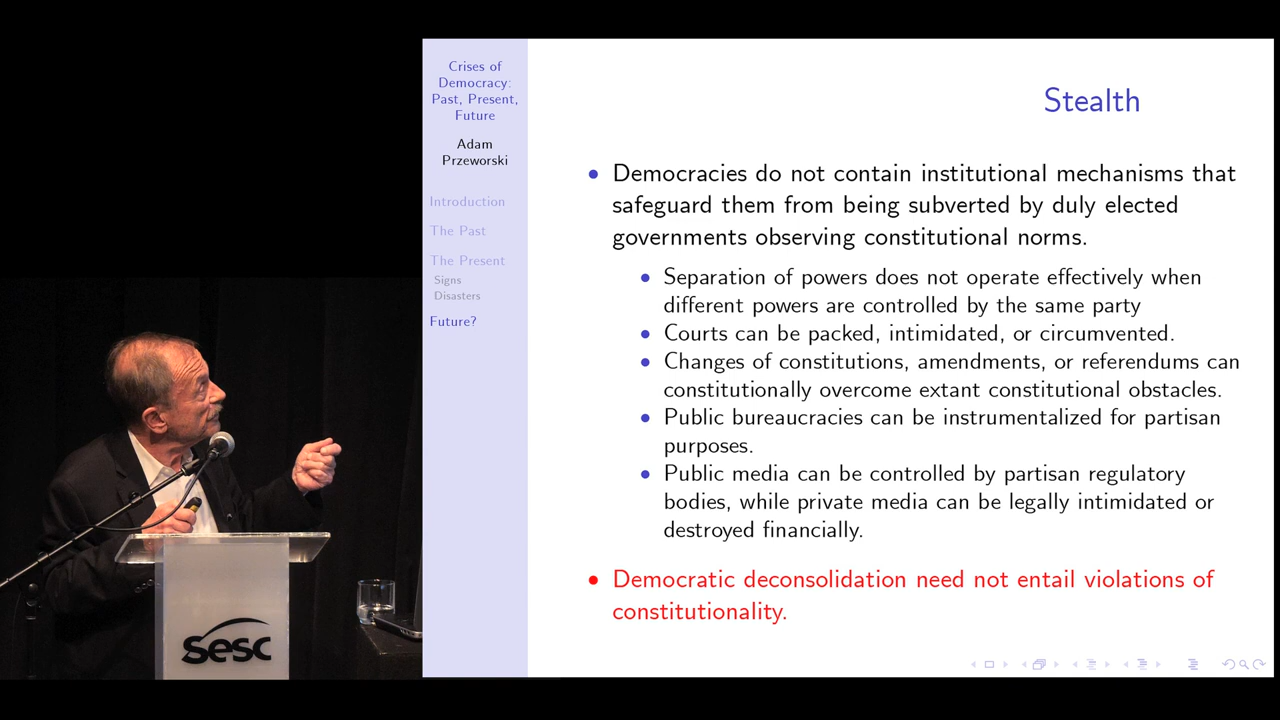 Crises of
Democracy:
Past, Present,
Future
Adam
Przeworski
Introduction
The Past
The Present
Signs
Disasters
Future?
Stealth
Democracies do not contain institutional mechanisms that
safeguard them from being subverted by duly elected
governments observing constitutional norms.
Separation of powers does not operate effectively when
different powers are controlled by the same party
Courts can be packed, intimidated, or circumvented.
Changes of constitutions, amendments, or referendums can
constitutionally overcome extant constitutional obstacles.
Public bureaucracies can be instrumentalized for partisan
purposes.
Public media can be controlled by partisan regulatory
bodies, while private media can be legally intimidated or
destroyed financially.
Democratic deconsolidation need not entail violations of
constitutionality.
sesc